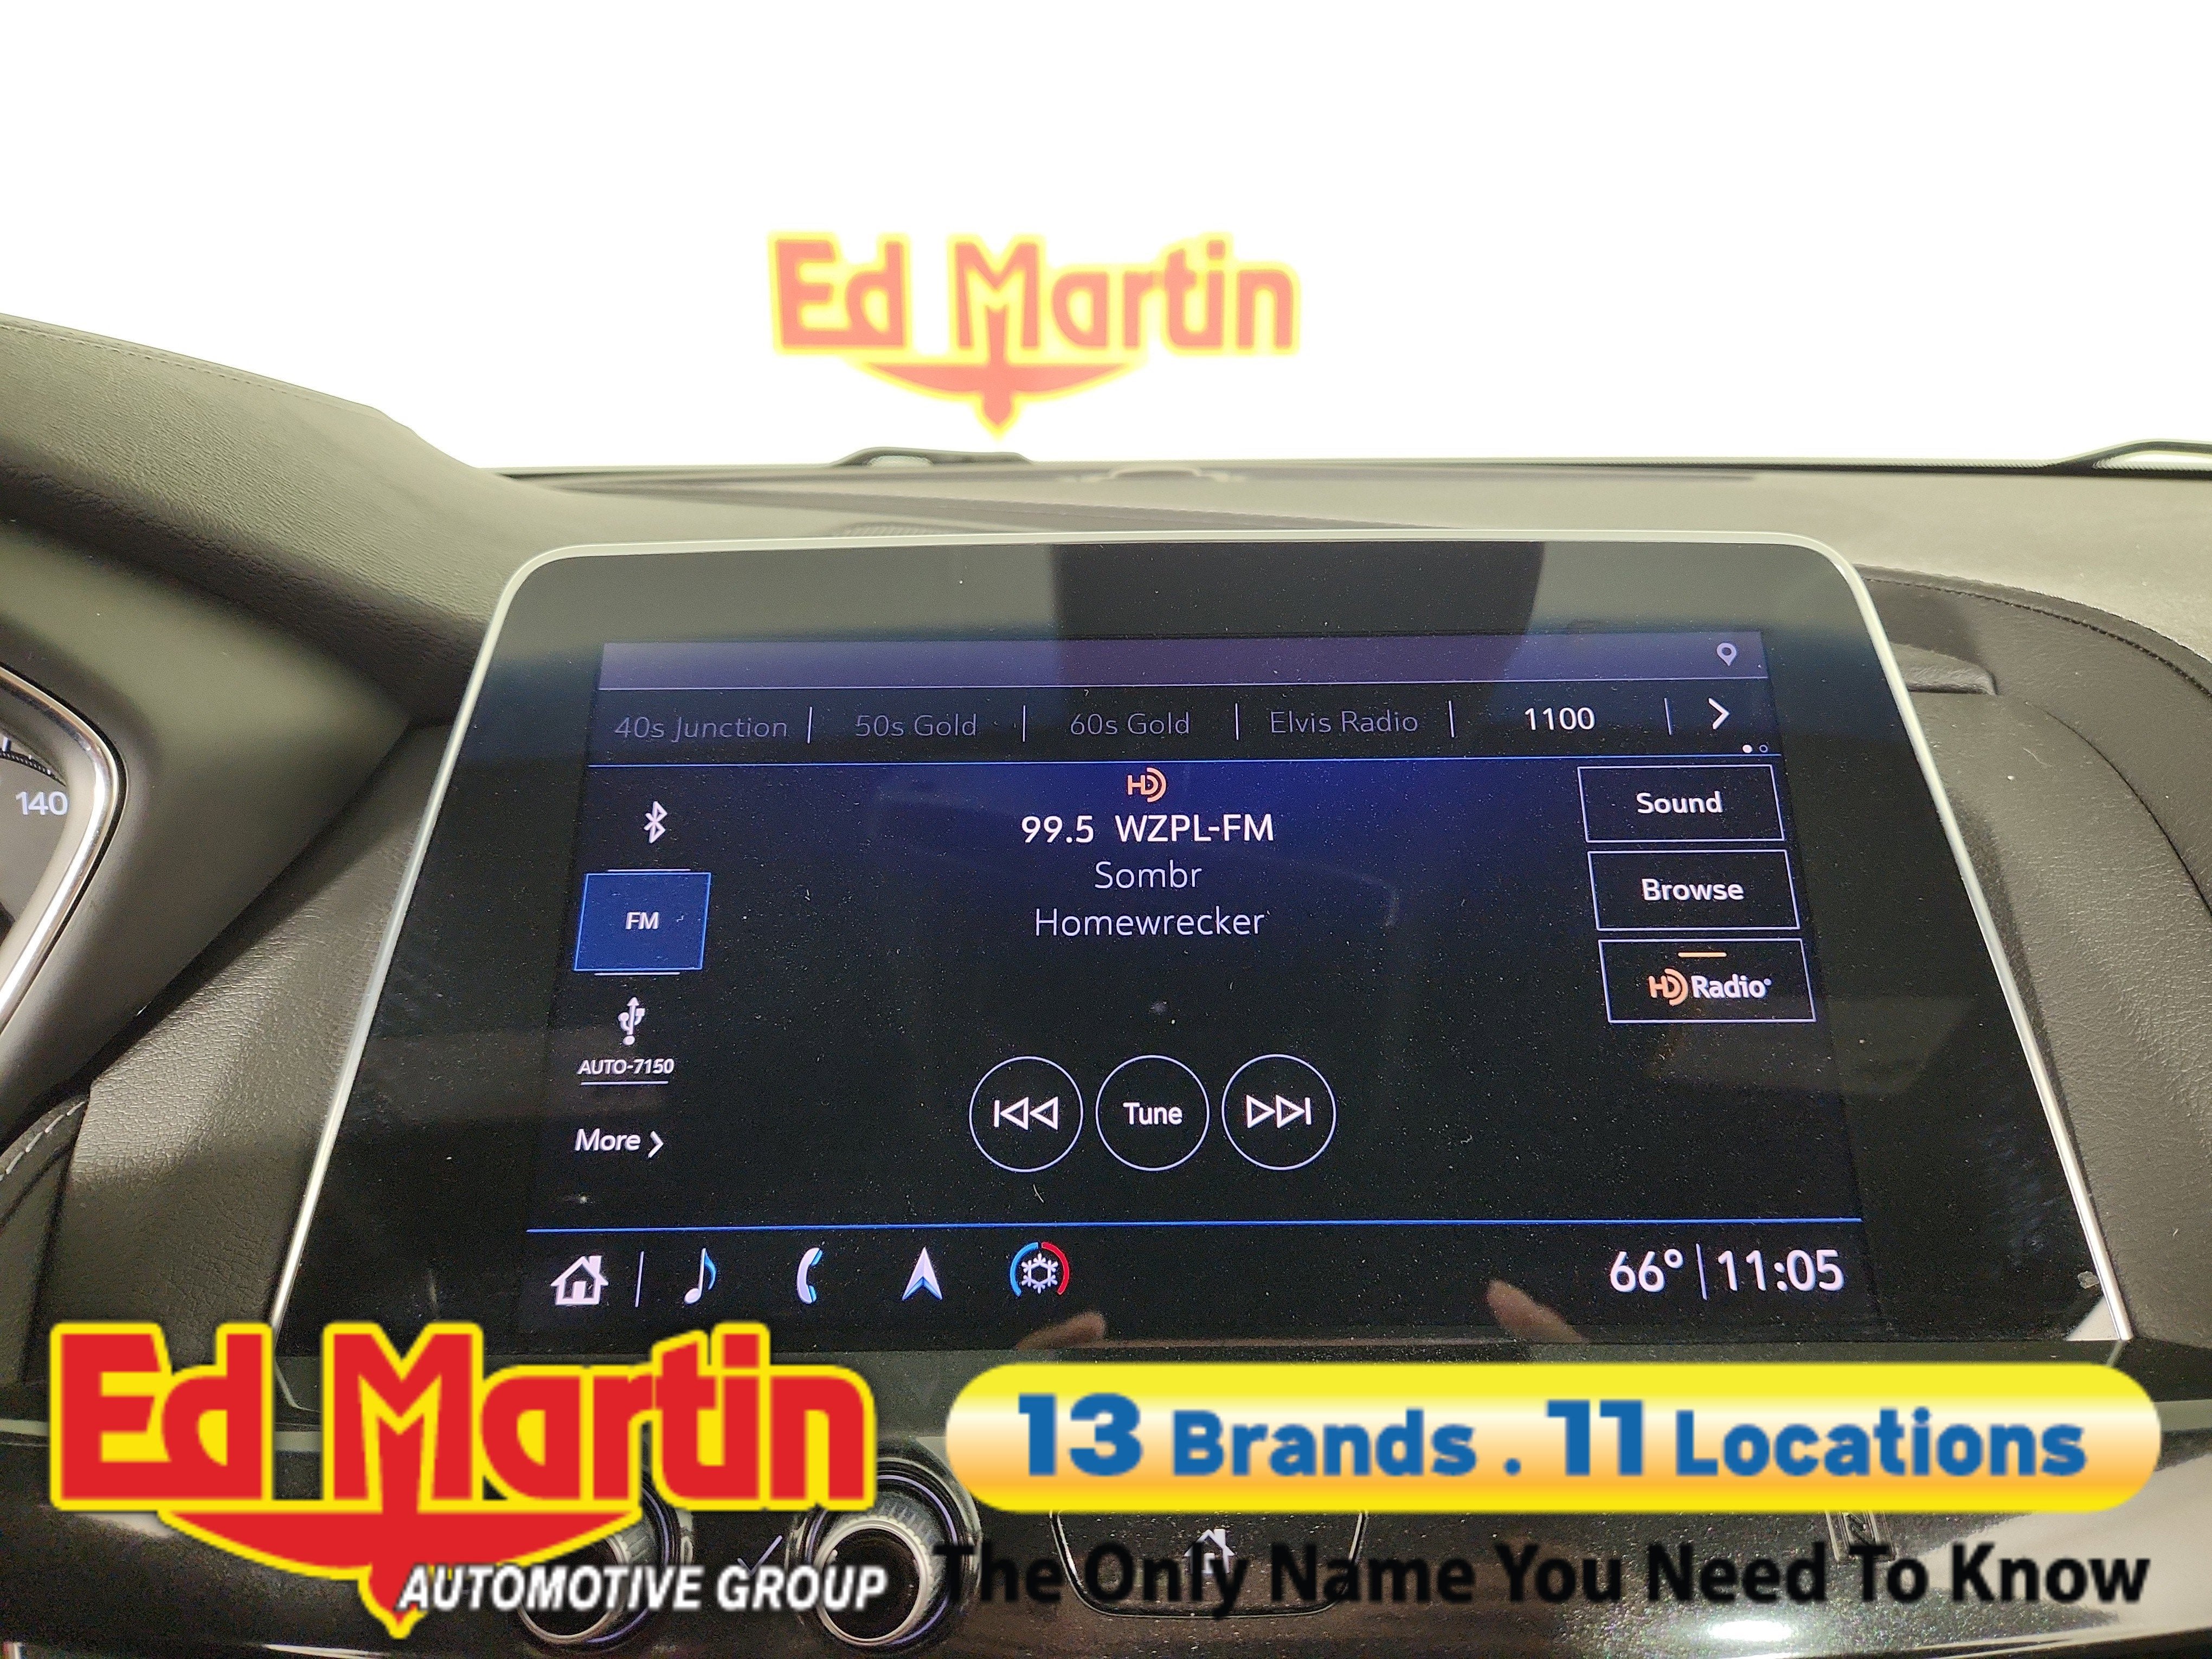 Ed Martin
40s Junction | 50s Gold | 60s Gold | Elvis Radio | 1100
HD
99.5 WZPL-FM
Sombr
Homewrecker
Sound
Browse
HD Radio
140
FM
AUTO-7150
More
Tune
66° | 11:05
Ed Martin
AUTOMOTIVE GROUP
13 Brands . 11 Locations
The Only Name You Need To Know